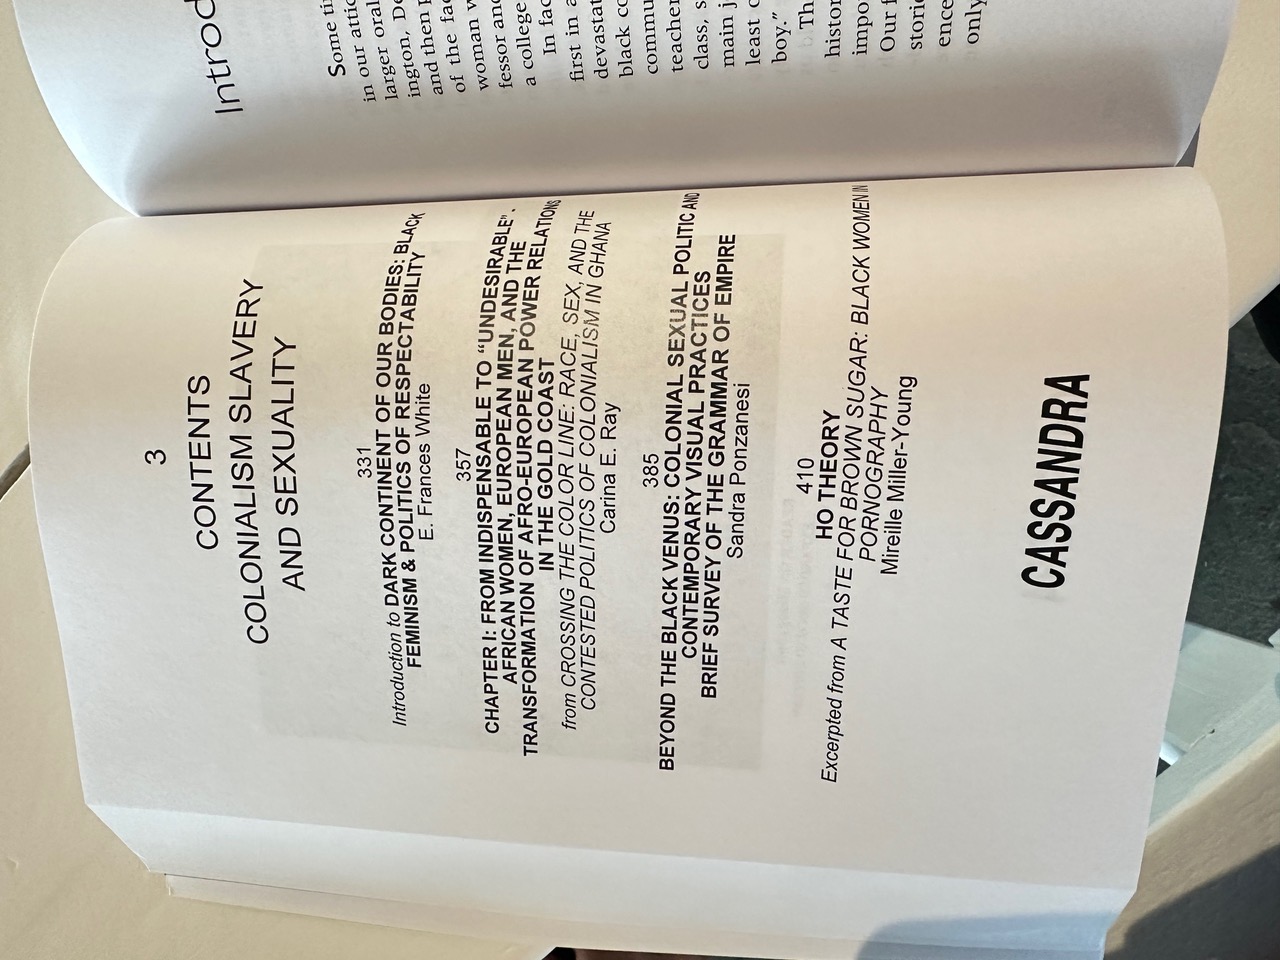 3
CONTENTS
COLONIALISM SLAVERY
AND SEXUALITY
331
Introduction to DARK CONTINENT OF OUR BODIES: BLACK
FEMINISM & POLITICS OF RESPECTABILITY
E. Frances White
357
CHAPTER I: FROM INDISPENSABLE TO “UNDESIRABLE”.
AFRICAN WOMEN, EUROPEAN MEN, AND THE
TRANSFORMATION OF AFRO-EUROPEAN POWER RELATIONS
IN THE GOLD COAST
from CROSSING THE COLOR LINE: RACE, SEX, AND THE
CONTESTED POLITICS OF COLONIALISM IN GHANA
Carina E. Ray
385
BEYOND THE BLACK VENUS: COLONIAL SEXUAL POLITIC AND
CONTEMPORARY VISUAL PRACTICES
BRIEF SURVEY OF THE GRAMMAR OF EMPIRE
Sandra Ponzanesi
410
HO THEORY
Excerpted from A TASTE FOR BROWN SUGAR: BLACK WOMEN IN
PORNOGRAPHY
Mireille Miller-Young
CASSANDRA
Introd
Some ti
in our
larger oral
ington, De
and then
of the fac
woman w
fessor and
a college
In fac
first in a
devastat
black co
commu
teacher
class, s
main j
least o
boy.”
Th
histor
impo
Our f
storie
ence
only